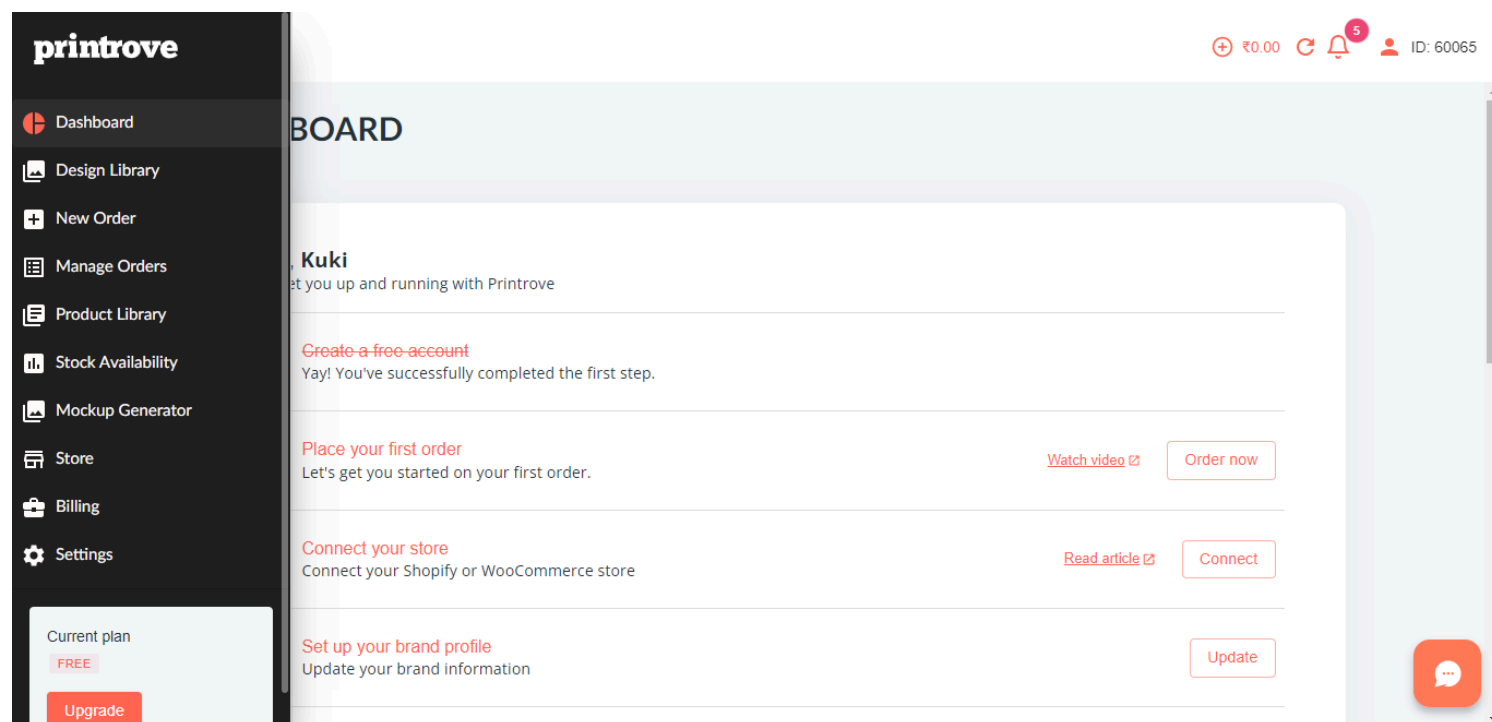 printrove
Dashboard
Design Library
New Order
Manage Orders
Product Library
Stock Availability
Mockup Generator
Store
Billing
Settings
Current plan
FREE
Upgrade
₹0.00
5
ID: 60065
BOARD
, Kuki
et you up and running with Printrove
Create a free account
Yay! You've successfully completed the first step.
Place your first order
Let's get you started on your first order.
Watch video
Order now
Connect your store
Connect your Shopify or WooCommerce store
Read article
Connect
Set up your brand profile
Update your brand information
Update